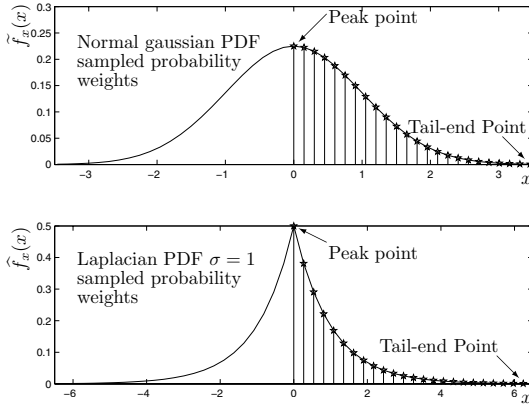 0.3
0.25
0.2
0.15
0.1
0.05
0
f̃ₓ(x)
Normal gaussian PDF
sampled probability
weights
Peak point
Tail-end Point
−3
−2
−1
0
1
2
3
x
0.5
0.4
0.3
0.2
0.1
0
f̂ₓ(x)
Laplacian PDF σ = 1
sampled probability
weights
Peak point
Tail-end Point
−6
−4
−2
0
2
4
6
x